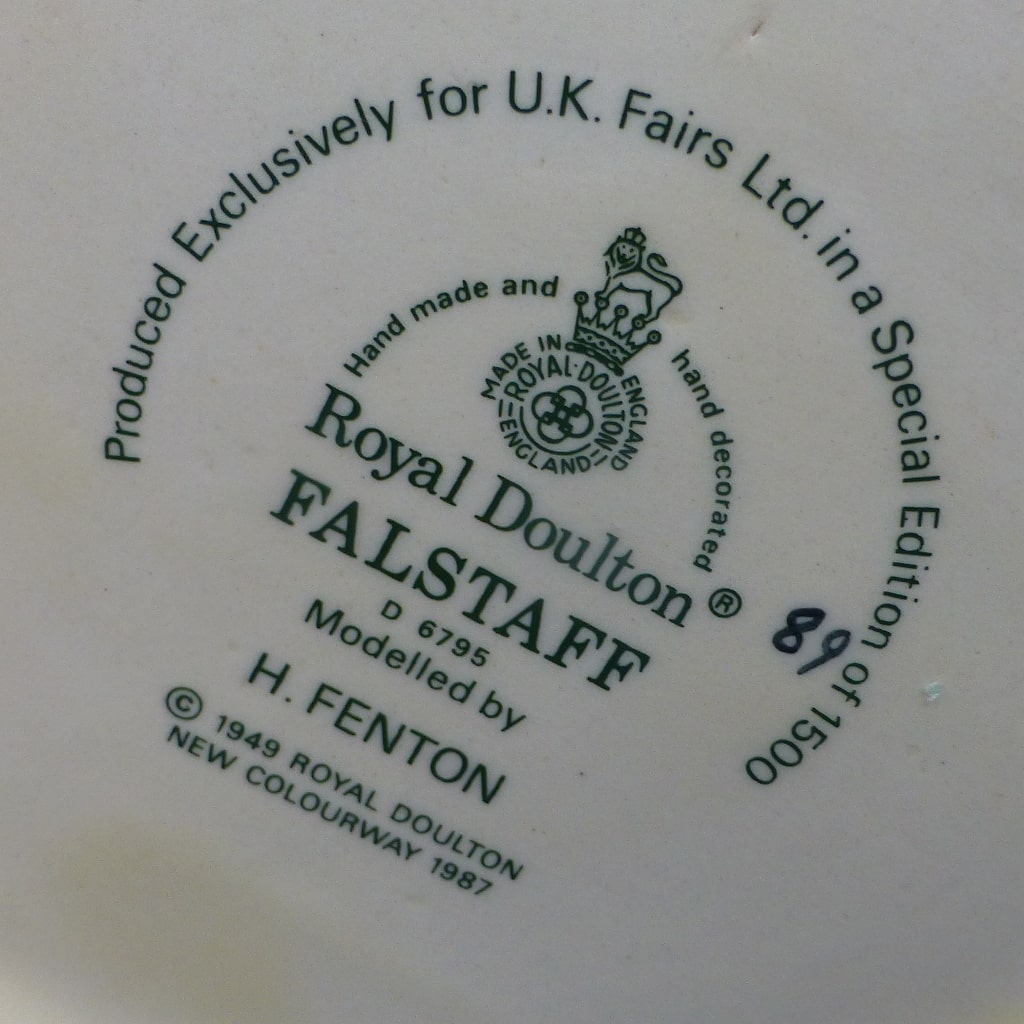 Produced Exclusively for U.K. Fairs Ltd. in a Special Edition of 1500
89
Hand made and hand decorated
MADE IN ENGLAND
ROYAL·DOULTON
ENGLAND
Royal Doulton ®
FALSTAFF
D 6795
Modelled by
H. FENTON
© 1949 ROYAL DOULTON
NEW COLOURWAY 1987